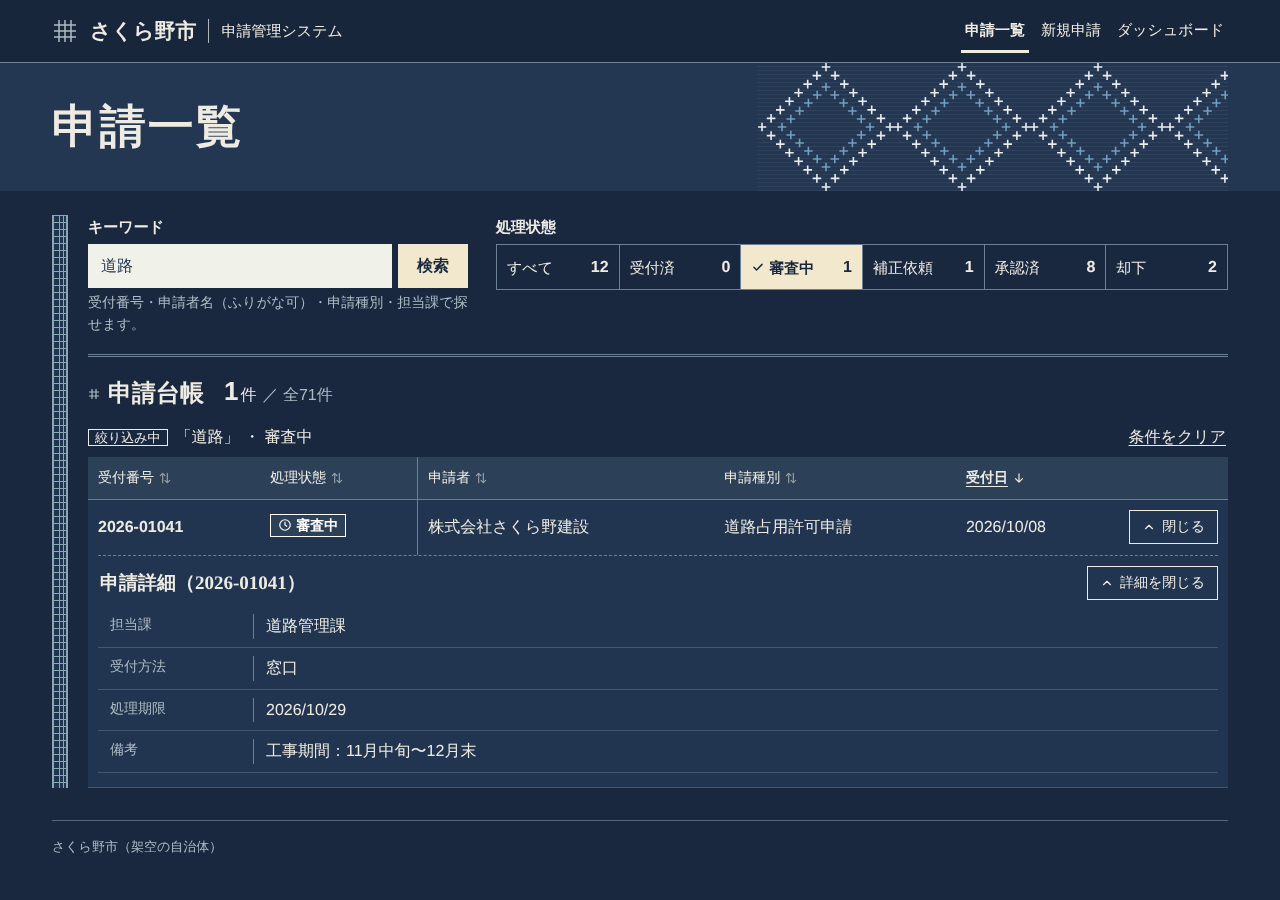 さくら野市
申請管理システム
申請一覧 新規申請 ダッシュボード
申請一覧
キーワード
道路
検索
受付番号・申請者名（ふりがな可）・申請種別・担当課で探
せます。
処理状態
すべて 12 受付済 0 審査中 1 補正依頼 1 承認済 8 却下 2
申請台帳 1件 ／ 全71件
絞り込み中 「道路」 ・ 審査中 条件をクリア
受付番号 処理状態 申請者 申請種別 受付日
2026-01041 審査中 株式会社さくら野建設 道路占用許可申請 2026/10/08 閉じる
申請詳細（2026-01041） 詳細を閉じる
担当課 道路管理課
受付方法 窓口
処理期限 2026/10/29
備考 工事期間：11月中旬〜12月末
さくら野市（架空の自治体）